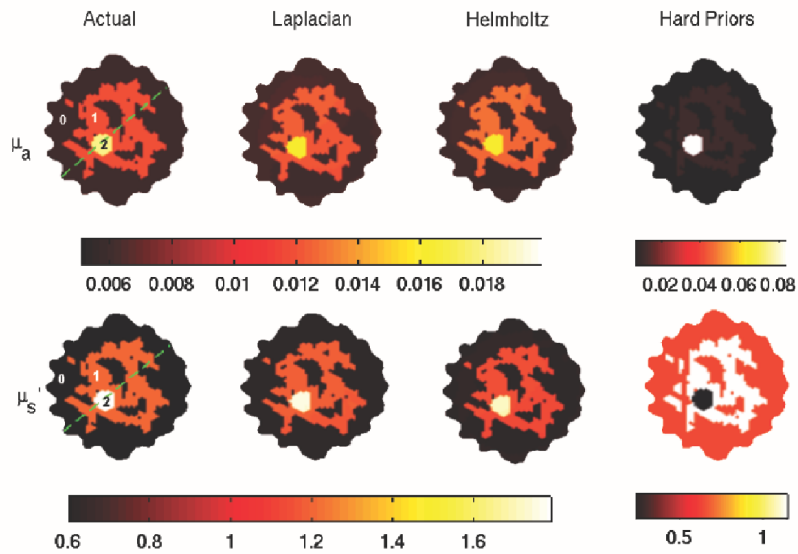 Actual Laplacian Helmholtz Hard Priors
μa
0 1 2
0.006 0.008 0.01 0.012 0.014 0.016 0.018
0.02 0.04 0.06 0.08
μs'
0 1 2
0.6 0.8 1 1.2 1.4 1.6
0.5 1